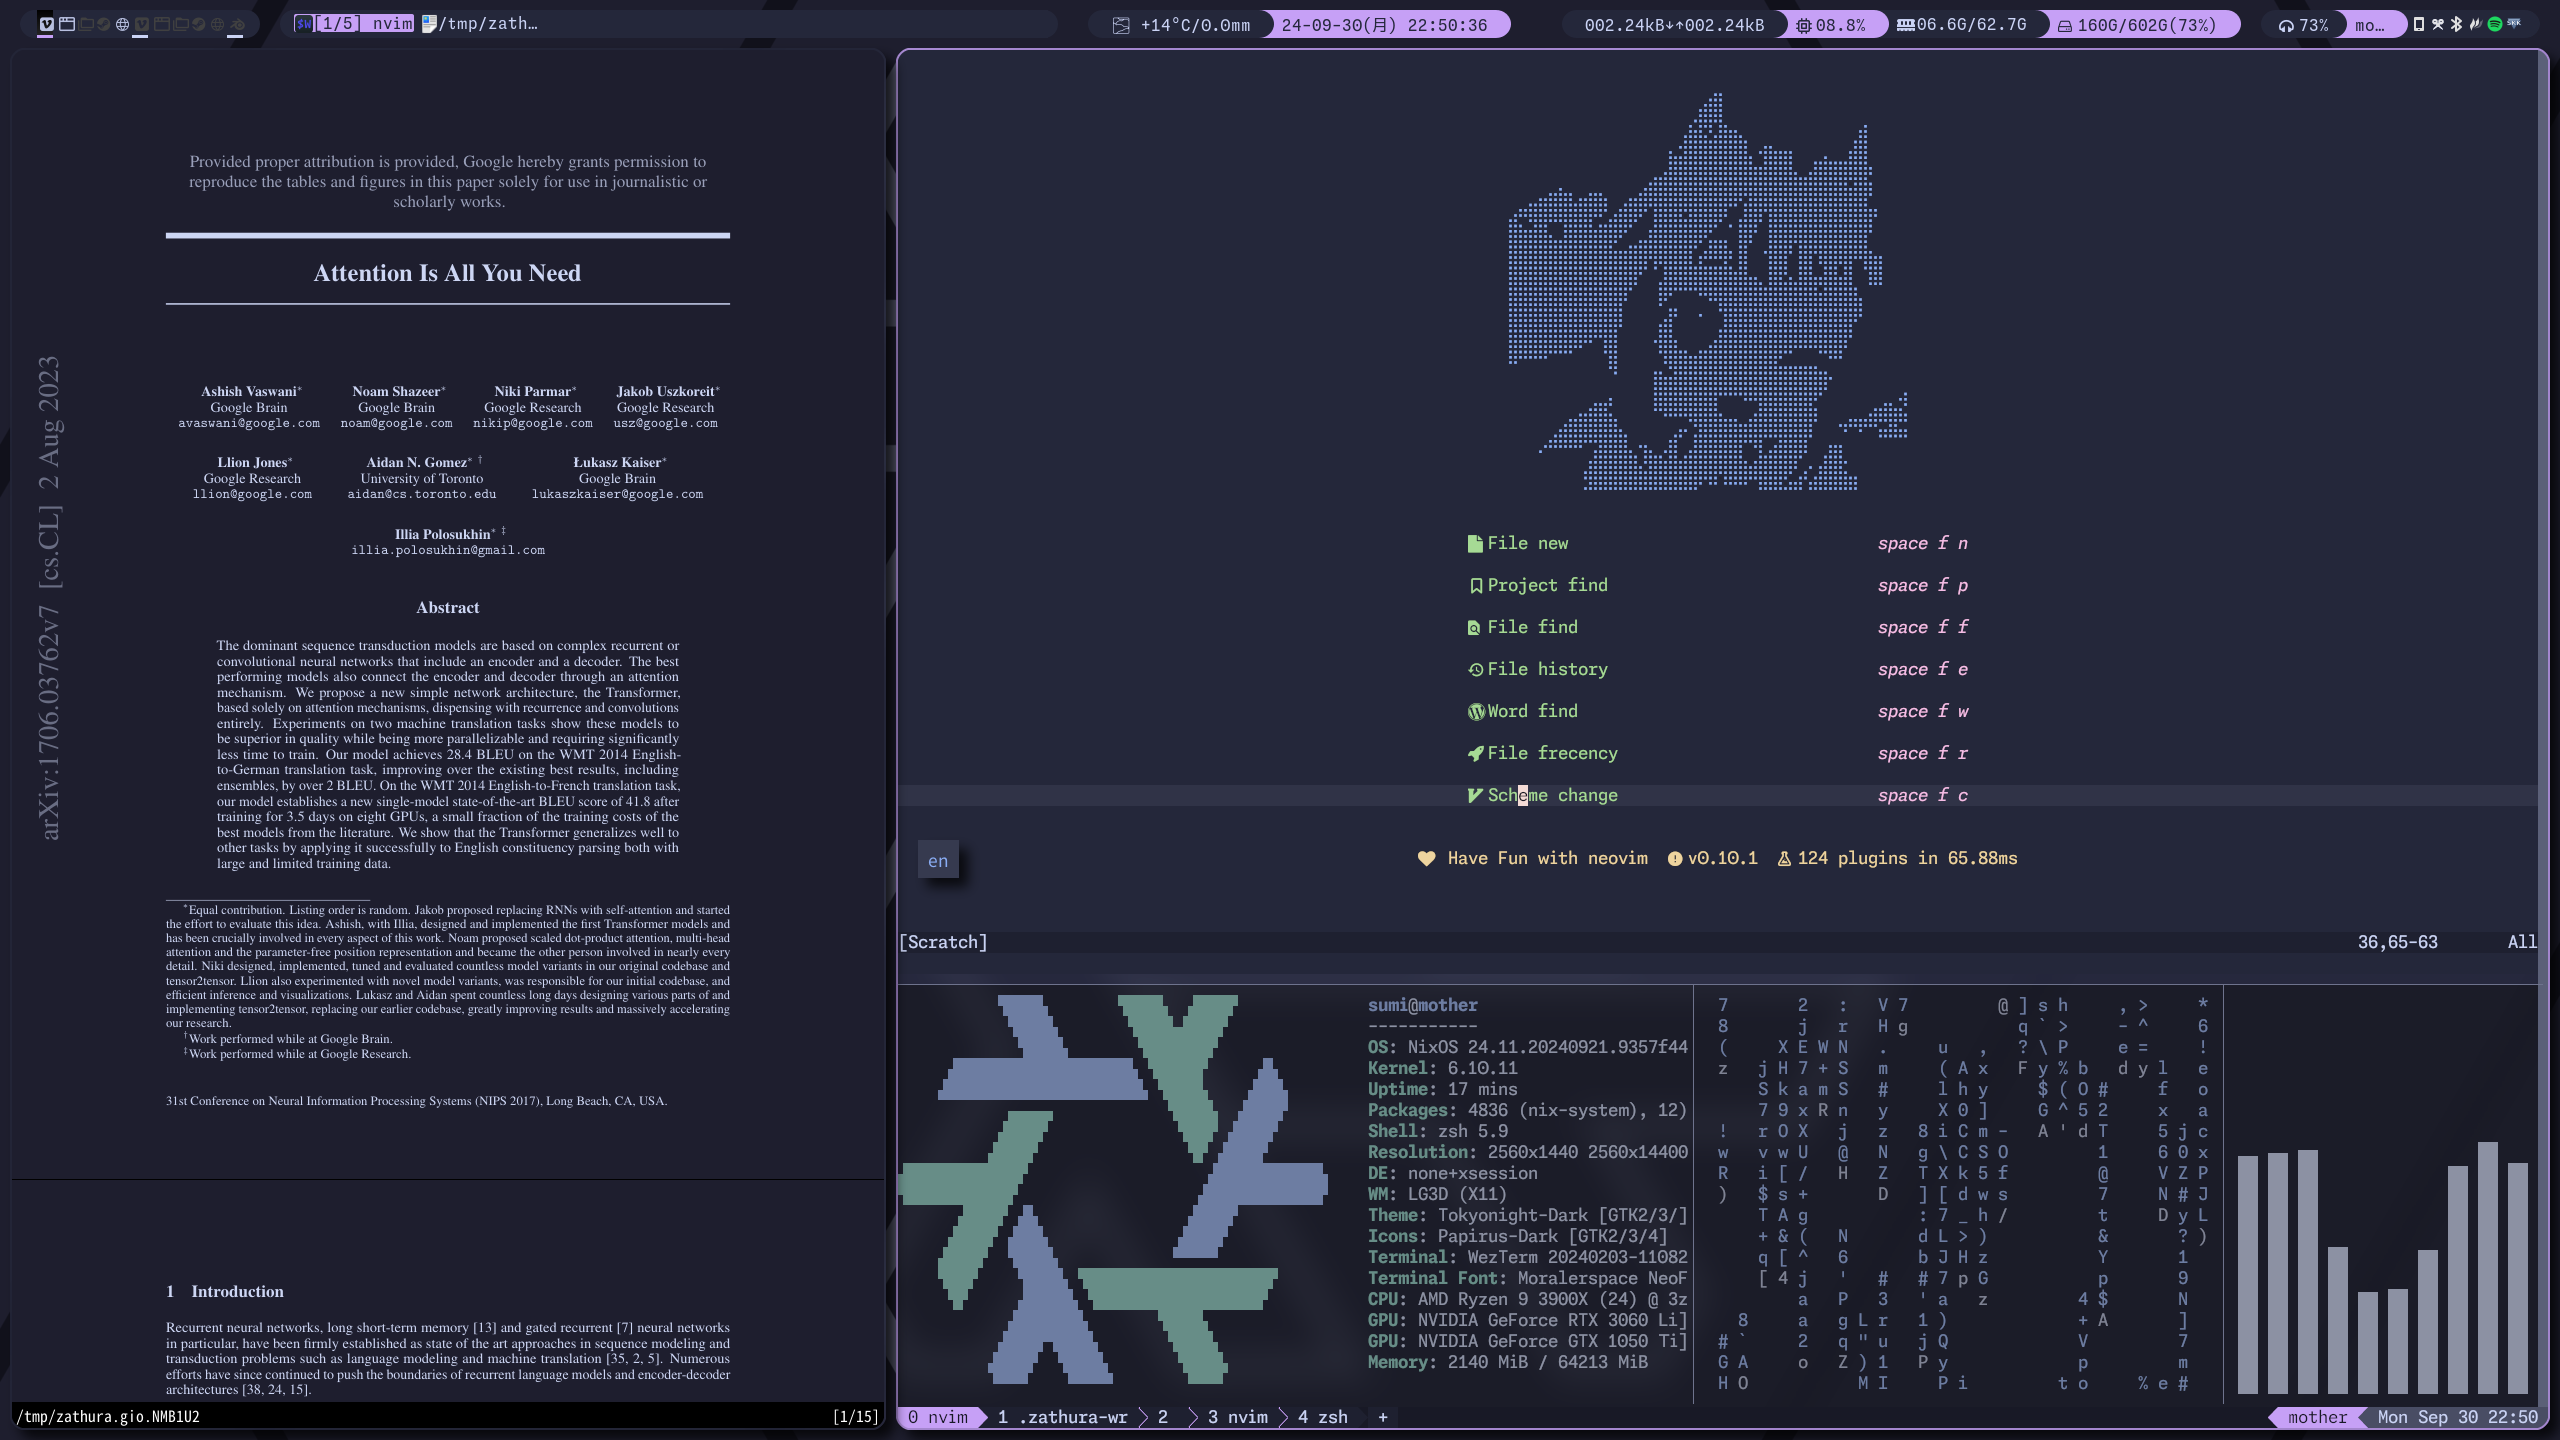 [1/5] nvim /tmp/zath…
+14°C/0.0mm 24-09-30(月) 22:50:36
002.24kB↓↑002.24kB 08.8% 06.6G/62.7G 160G/602G(73%)
73% mo…
Provided proper attribution is provided, Google hereby grants permission to
reproduce the tables and figures in this paper solely for use in journalistic or
scholarly works.
Attention Is All You Need
arXiv:1706.03762v7 [cs.CL] 2 Aug 2023
Ashish Vaswani* Noam Shazeer* Niki Parmar* Jakob Uszkoreit*
Google Brain Google Brain Google Research Google Research
avaswani@google.com noam@google.com nikip@google.com usz@google.com
Llion Jones* Aidan N. Gomez* † Łukasz Kaiser*
Google Research University of Toronto Google Brain
llion@google.com aidan@cs.toronto.edu lukaszkaiser@google.com
Illia Polosukhin* ‡
illia.polosukhin@gmail.com
Abstract
The dominant sequence transduction models are based on complex recurrent or
convolutional neural networks that include an encoder and a decoder. The best
performing models also connect the encoder and decoder through an attention
mechanism. We propose a new simple network architecture, the Transformer,
based solely on attention mechanisms, dispensing with recurrence and convolutions
entirely. Experiments on two machine translation tasks show these models to
be superior in quality while being more parallelizable and requiring significantly
less time to train. Our model achieves 28.4 BLEU on the WMT 2014 English-
to-German translation task, improving over the existing best results, including
ensembles, by over 2 BLEU. On the WMT 2014 English-to-French translation task,
our model establishes a new single-model state-of-the-art BLEU score of 41.8 after
training for 3.5 days on eight GPUs, a small fraction of the training costs of the
best models from the literature. We show that the Transformer generalizes well to
other tasks by applying it successfully to English constituency parsing both with
large and limited training data.
*Equal contribution. Listing order is random. Jakob proposed replacing RNNs with self-attention and started
the effort to evaluate this idea. Ashish, with Illia, designed and implemented the first Transformer models and
has been crucially involved in every aspect of this work. Noam proposed scaled dot-product attention, multi-head
attention and the parameter-free position representation and became the other person involved in nearly every
detail. Niki designed, implemented, tuned and evaluated countless model variants in our original codebase and
tensor2tensor. Llion also experimented with novel model variants, was responsible for our initial codebase, and
efficient inference and visualizations. Lukasz and Aidan spent countless long days designing various parts of and
implementing tensor2tensor, replacing our earlier codebase, greatly improving results and massively accelerating
our research.
†Work performed while at Google Brain.
‡Work performed while at Google Research.
31st Conference on Neural Information Processing Systems (NIPS 2017), Long Beach, CA, USA.
1 Introduction
Recurrent neural networks, long short-term memory [13] and gated recurrent [7] neural networks
in particular, have been firmly established as state of the art approaches in sequence modeling and
transduction problems such as language modeling and machine translation [35, 2, 5]. Numerous
efforts have since continued to push the boundaries of recurrent language models and encoder-decoder
architectures [38, 24, 15].
/tmp/zathura.gio.NMB1U2 [1/15]
File new space f n
Project find space f p
File find space f f
File history space f e
Word find space f w
File frecency space f r
Scheme change space f c
en
Have Fun with neovim v0.10.1 124 plugins in 65.88ms
[Scratch] 36,65-63 All
sumi@mother
-----------
OS: NixOS 24.11.20240921.9357f44
Kernel: 6.10.11
Uptime: 17 mins
Packages: 4836 (nix-system), 12)
Shell: zsh 5.9
Resolution: 2560x1440 2560x14400
DE: none+xsession
WM: LG3D (X11)
Theme: Tokyonight-Dark [GTK2/3/]
Icons: Papirus-Dark [GTK2/3/4]
Terminal: WezTerm 20240203-11082
Terminal Font: Moralerspace NeoF
CPU: AMD Ryzen 9 3900X (24) @ 3z
GPU: NVIDIA GeForce RTX 3060 Li]
GPU: NVIDIA GeForce GTX 1050 Ti]
Memory: 2140 MiB / 64213 MiB
0 nvim 1 .zathura-wr 2 3 nvim 4 zsh +
mother Mon Sep 30 22:50